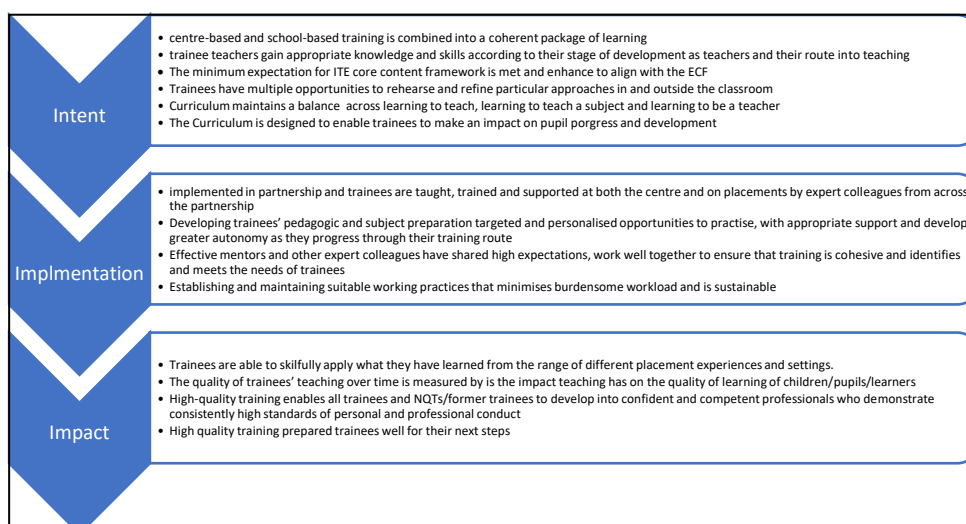 Intent
• centre-based and school-based training is combined into a coherent package of learning
• trainee teachers gain appropriate knowledge and skills according to their stage of development as teachers and their route into teaching
• The minimum expectation for ITE core content framework is met and enhance to align with the ECF
• Trainees have multiple opportunities to rehearse and refine particular approaches in and outside the classroom
• Curriculum maintains a balance across learning to teach, learning to teach a subject and learning to be a teacher
• The Curriculum is designed to enable trainees to make an impact on pupil porgress and development
Implmentation
• implemented in partnership and trainees are taught, trained and supported at both the centre and on placements by expert colleagues from across
the partnership
• Developing trainees' pedagogic and subject preparation targeted and personalised opportunities to practise, with appropriate support and develop
greater autonomy as they progress through their training route
• Effective mentors and other expert colleagues have shared high expectations, work well together to ensure that training is cohesive and identifies
and meets the needs of trainees
• Establishing and maintaining suitable working practices that minimises burdensome workload and is sustainable
Impact
• Trainees are able to skilfully apply what they have learned from the range of different placement experiences and settings.
• The quality of trainees' teaching over time is measured by is the impact teaching has on the quality of learning of children/pupils/learners
• High-quality training enables all trainees and NQTs/former trainees to develop into confident and competent professionals who demonstrate
consistently high standards of personal and professional conduct
• High quality training prepared trainees well for their next steps